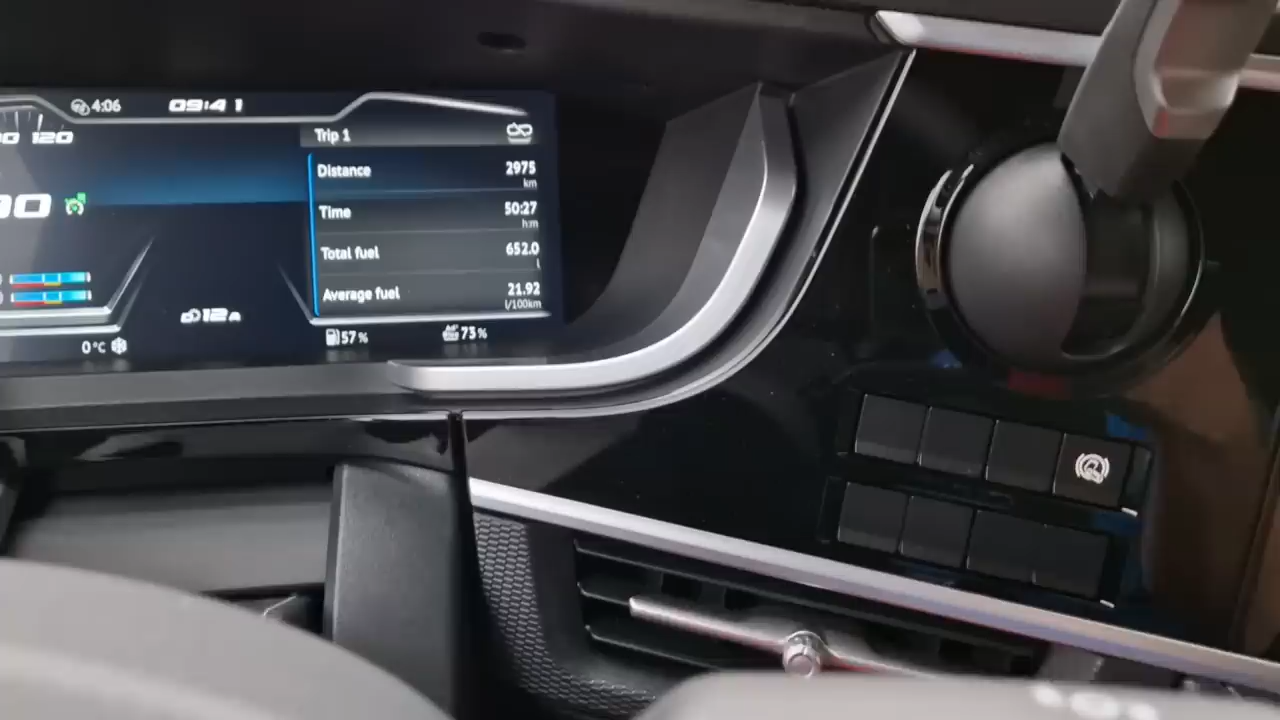 4:06 09:41
120
Trip 1
Distance 2975
km
Time 50:27
h:m
Total fuel 652.0
l
Average fuel 21.92
l/100km
12A
57 %
73 %
0 °C